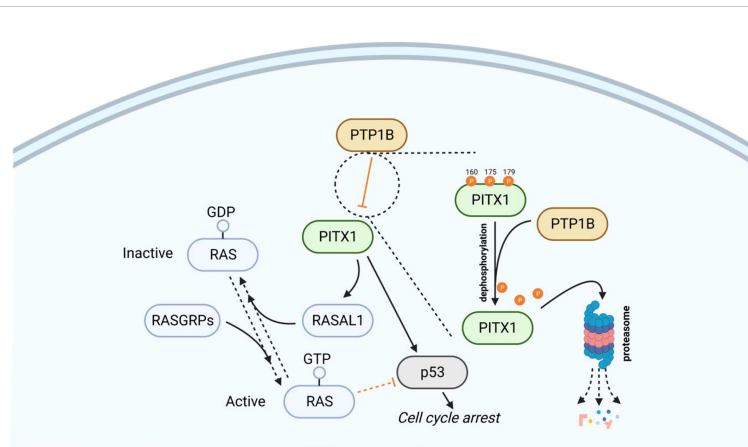 PTP1B
160 175 179
P P P
PITX1
PTP1B
GDP
PITX1
Inactive
RAS
dephosphorylation
P P P
RASGRPs
RASAL1
PITX1
proteasome
GTP
p53
Active
RAS
Cell cycle arrest